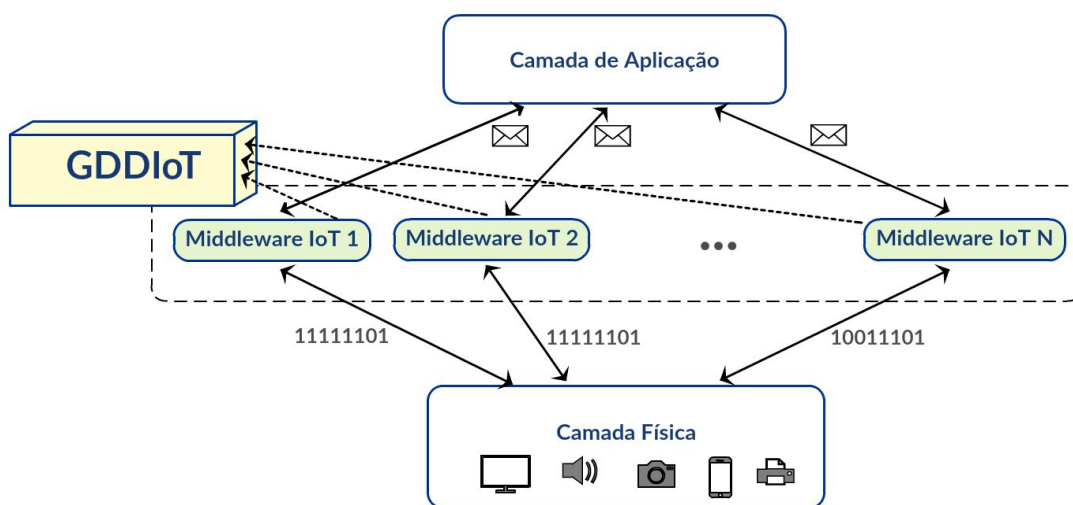 Camada de Aplicação
GDDIoT
Middleware IoT 1
Middleware IoT 2
...
Middleware IoT N
11111101
11111101
10011101
Camada Física